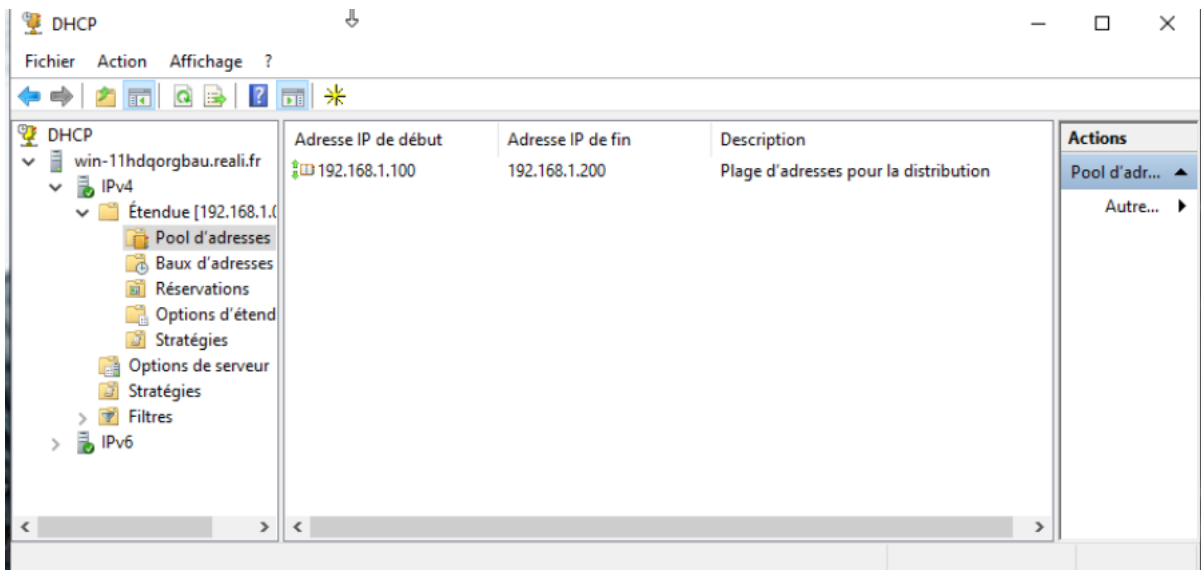 DHCP
Fichier Action Affichage ?
DHCP
win-11hdqorgbau.reali.fr
IPv4
Étendue [192.168.1.(
Pool d'adresses
Baux d'adresses
Réservations
Options d'étend
Stratégies
Options de serveur
Stratégies
Filtres
IPv6
Adresse IP de début Adresse IP de fin Description
192.168.1.100 192.168.1.200 Plage d'adresses pour la distribution
Actions
Pool d'adr...
Autre...